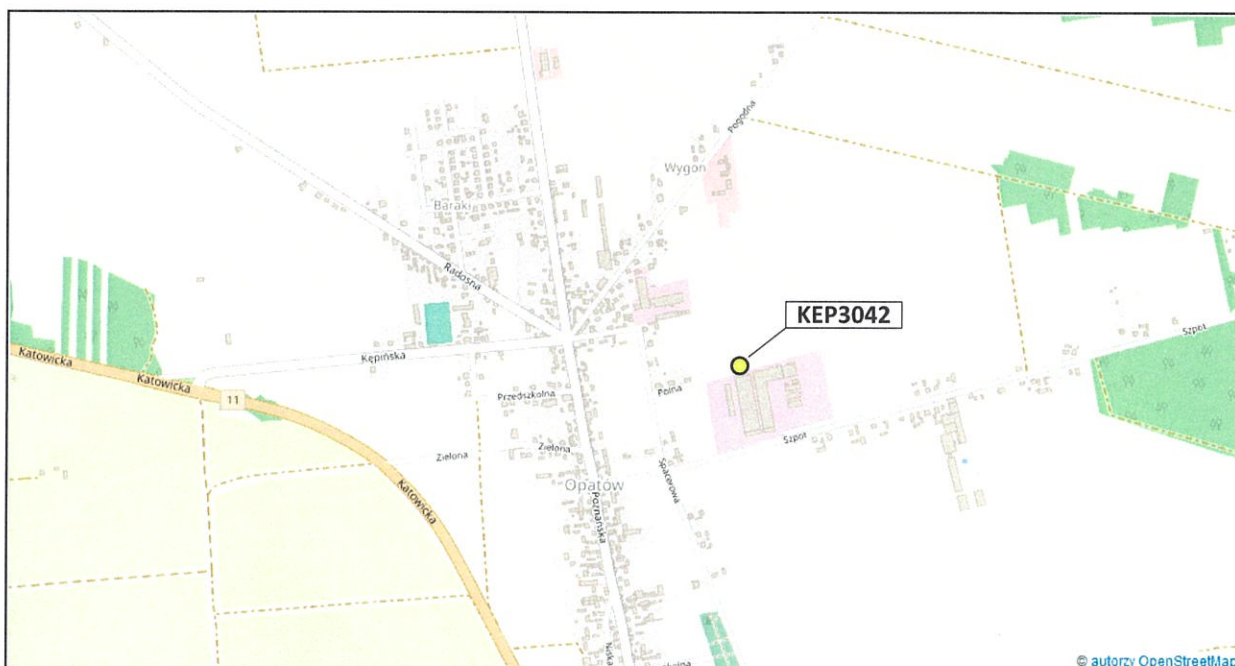 Pogodna
Wygon
Baraki
Radosna
KEP3042
Szpot
Kępińska
Katowicka
Katowicka
11
Przedszkolna
Polna
Szpot
Zielona
Zielona
Spacerowa
Opatów
Katowicka
Poznańska
Niska
© autorzy OpenStreetMap